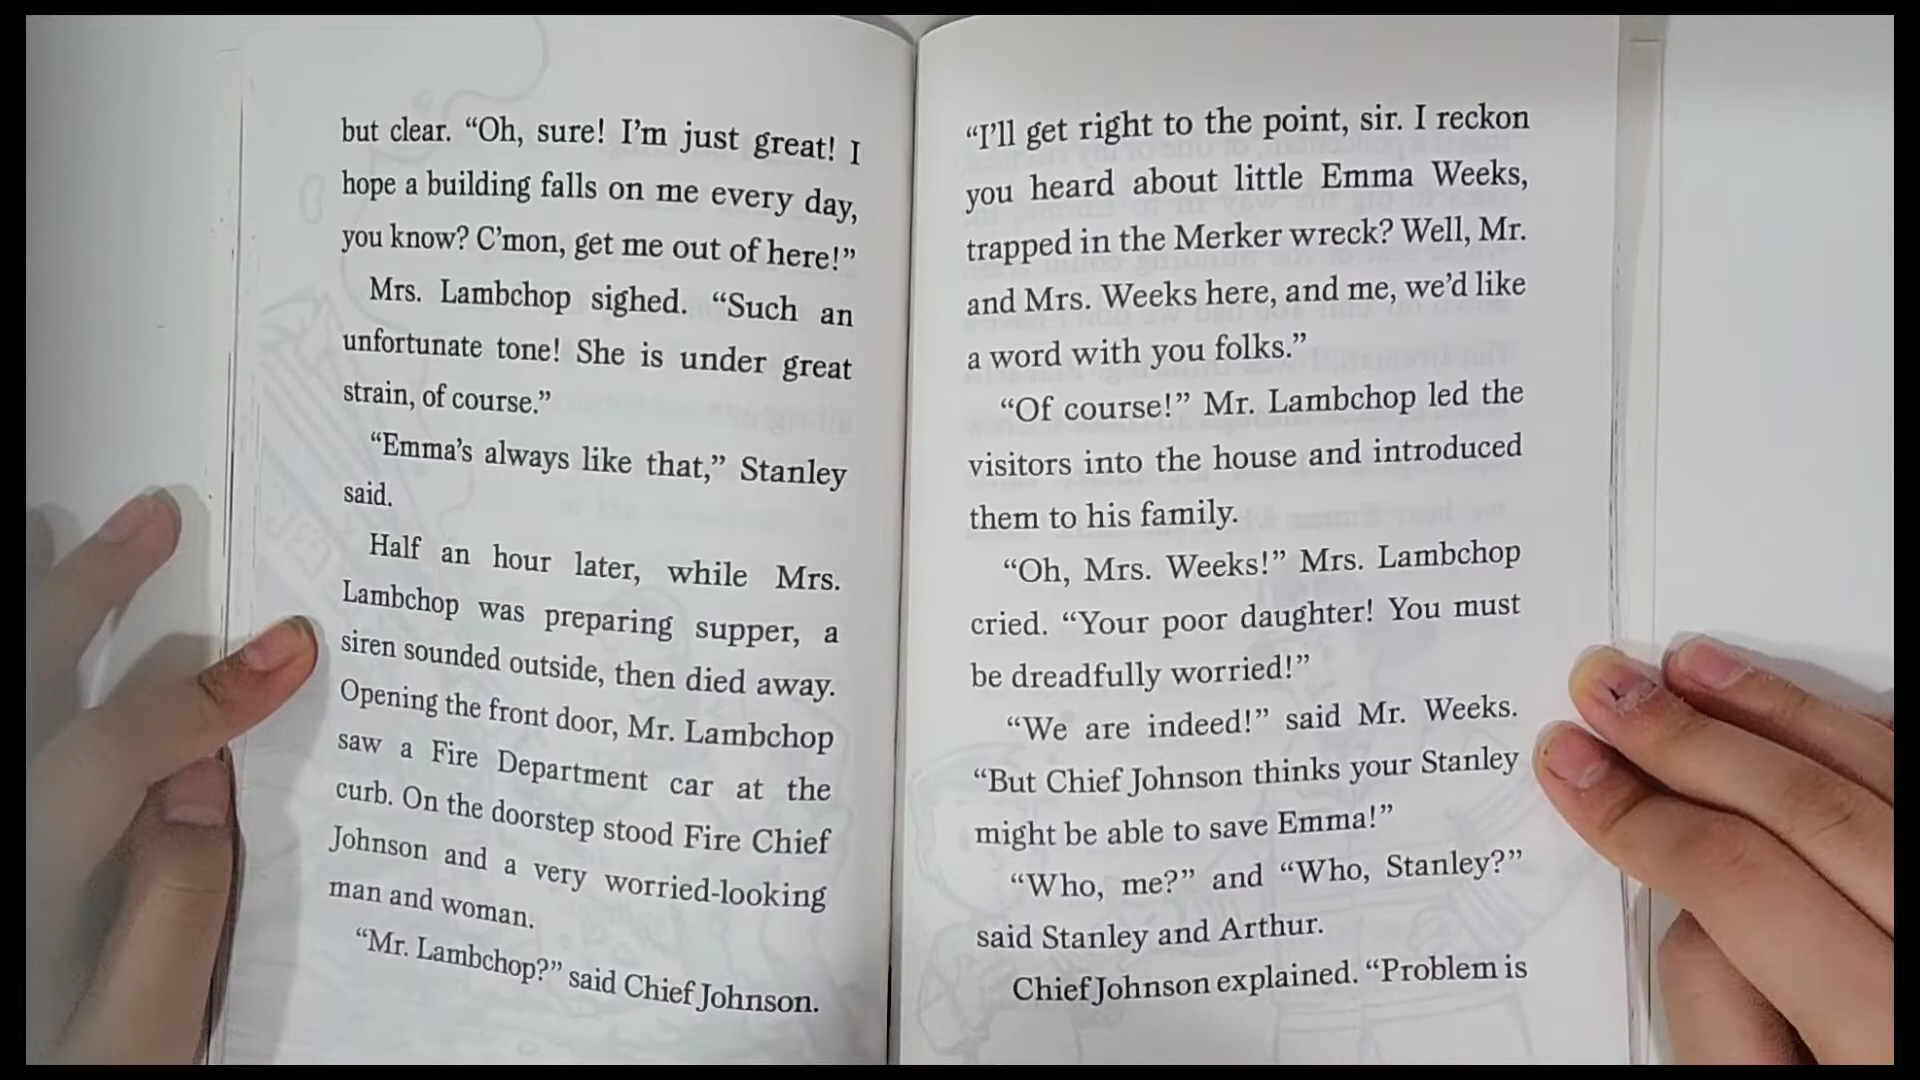 but clear. “Oh, sure! I’m just great! I
hope a building falls on me every day,
you know? C’mon, get me out of here!”
Mrs. Lambchop sighed. “Such an
unfortunate tone! She is under great
strain, of course.”
“Emma’s always like that,” Stanley
said.
Half an hour later, while Mrs.
Lambchop was preparing supper, a
siren sounded outside, then died away.
Opening the front door, Mr. Lambchop
saw a Fire Department car at the
curb. On the doorstep stood Fire Chief
Johnson and a very worried-looking
man and woman.
“Mr. Lambchop?” said Chief Johnson.
“I’ll get right to the point, sir. I reckon
you heard about little Emma Weeks,
trapped in the Merker wreck? Well, Mr.
and Mrs. Weeks here, and me, we’d like
a word with you folks.”
“Of course!” Mr. Lambchop led the
visitors into the house and introduced
them to his family.
“Oh, Mrs. Weeks!” Mrs. Lambchop
cried. “Your poor daughter! You must
be dreadfully worried!”
“We are indeed!” said Mr. Weeks.
“But Chief Johnson thinks your Stanley
might be able to save Emma!”
“Who, me?” and “Who, Stanley?”
said Stanley and Arthur.
Chief Johnson explained. “Problem is